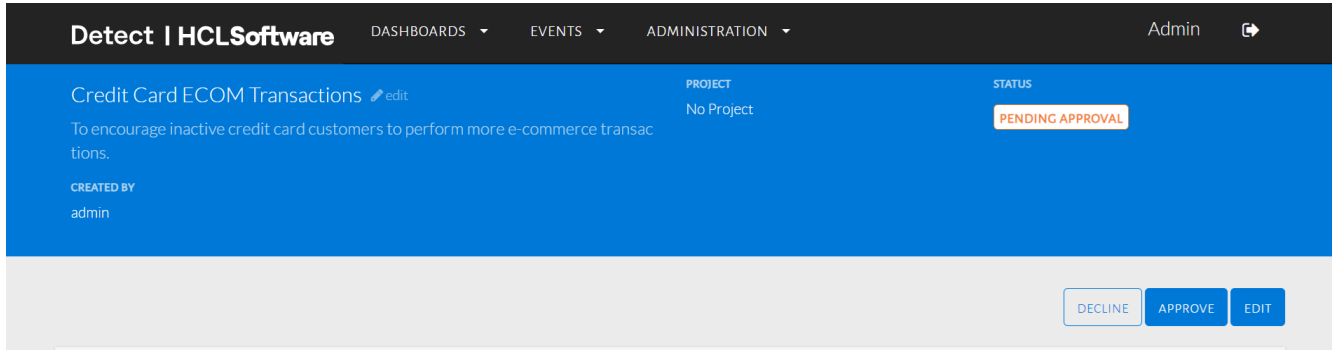 Detect | HCLSoftware DASHBOARDS EVENTS ADMINISTRATION Admin
Credit Card ECOM Transactions edit
To encourage inactive credit card customers to perform more e-commerce transac
tions.
CREATED BY
admin
PROJECT
No Project
STATUS
PENDING APPROVAL
DECLINE APPROVE EDIT